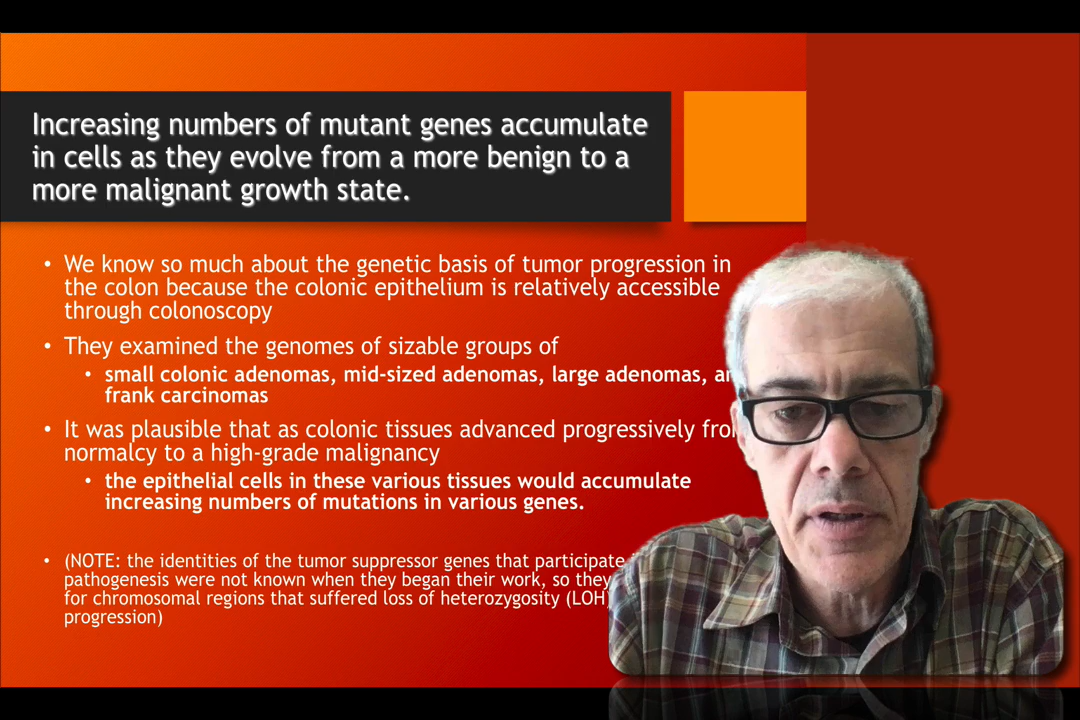 Increasing numbers of mutant genes accumulate
in cells as they evolve from a more benign to a
more malignant growth state.
• We know so much about the genetic basis of tumor progression in
the colon because the colonic epithelium is relatively accessible
through colonoscopy
• They examined the genomes of sizable groups of
• small colonic adenomas, mid-sized adenomas, large adenomas,
frank carcinomas
• It was plausible that as colonic tissues advanced progressively
normalcy to a high-grade malignancy
• the epithelial cells in these various tissues would accumulate
increasing numbers of mutations in various genes.
• (NOTE: the identities of the tumor suppressor genes that participate
pathogenesis were not known when they began their work, so they
for chromosomal regions that suffered loss of heterozygosity (LOH)
progression)